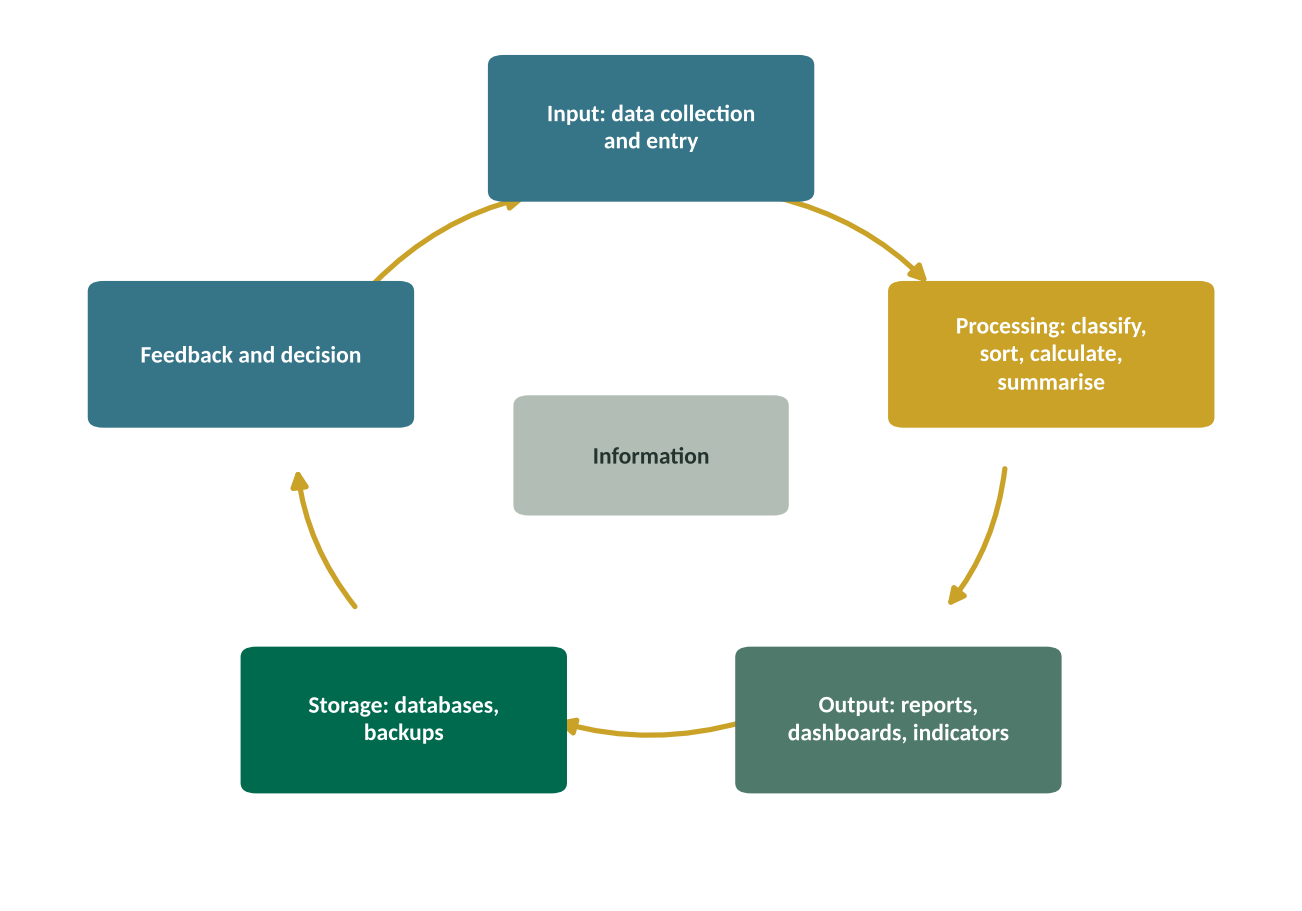 Input: data collection
and entry
Processing: classify,
sort, calculate,
summarise
Feedback and decision
Information
Storage: databases,
backups
Output: reports,
dashboards, indicators